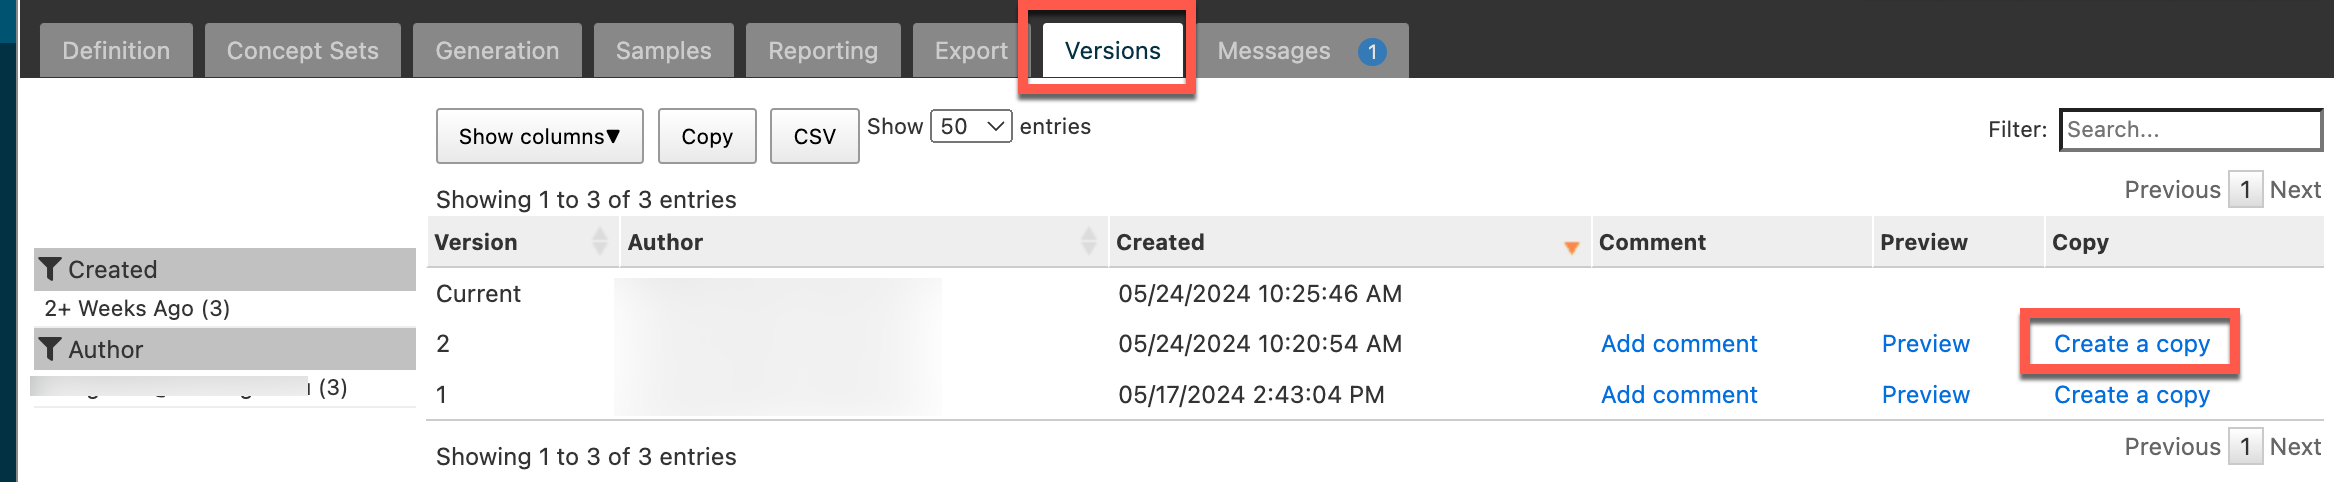 Definition Concept Sets Generation Samples Reporting Export Versions Messages 1
Show columns▼ Copy CSV Show 50 entries Filter: Search...
Showing 1 to 3 of 3 entries Previous 1 Next
Version Author Created Comment Preview Copy
Created
2+ Weeks Ago (3)
Author
(3)
Current 05/24/2024 10:25:46 AM
2 05/24/2024 10:20:54 AM Add comment Preview Create a copy
1 05/17/2024 2:43:04 PM Add comment Preview Create a copy
Showing 1 to 3 of 3 entries Previous 1 Next